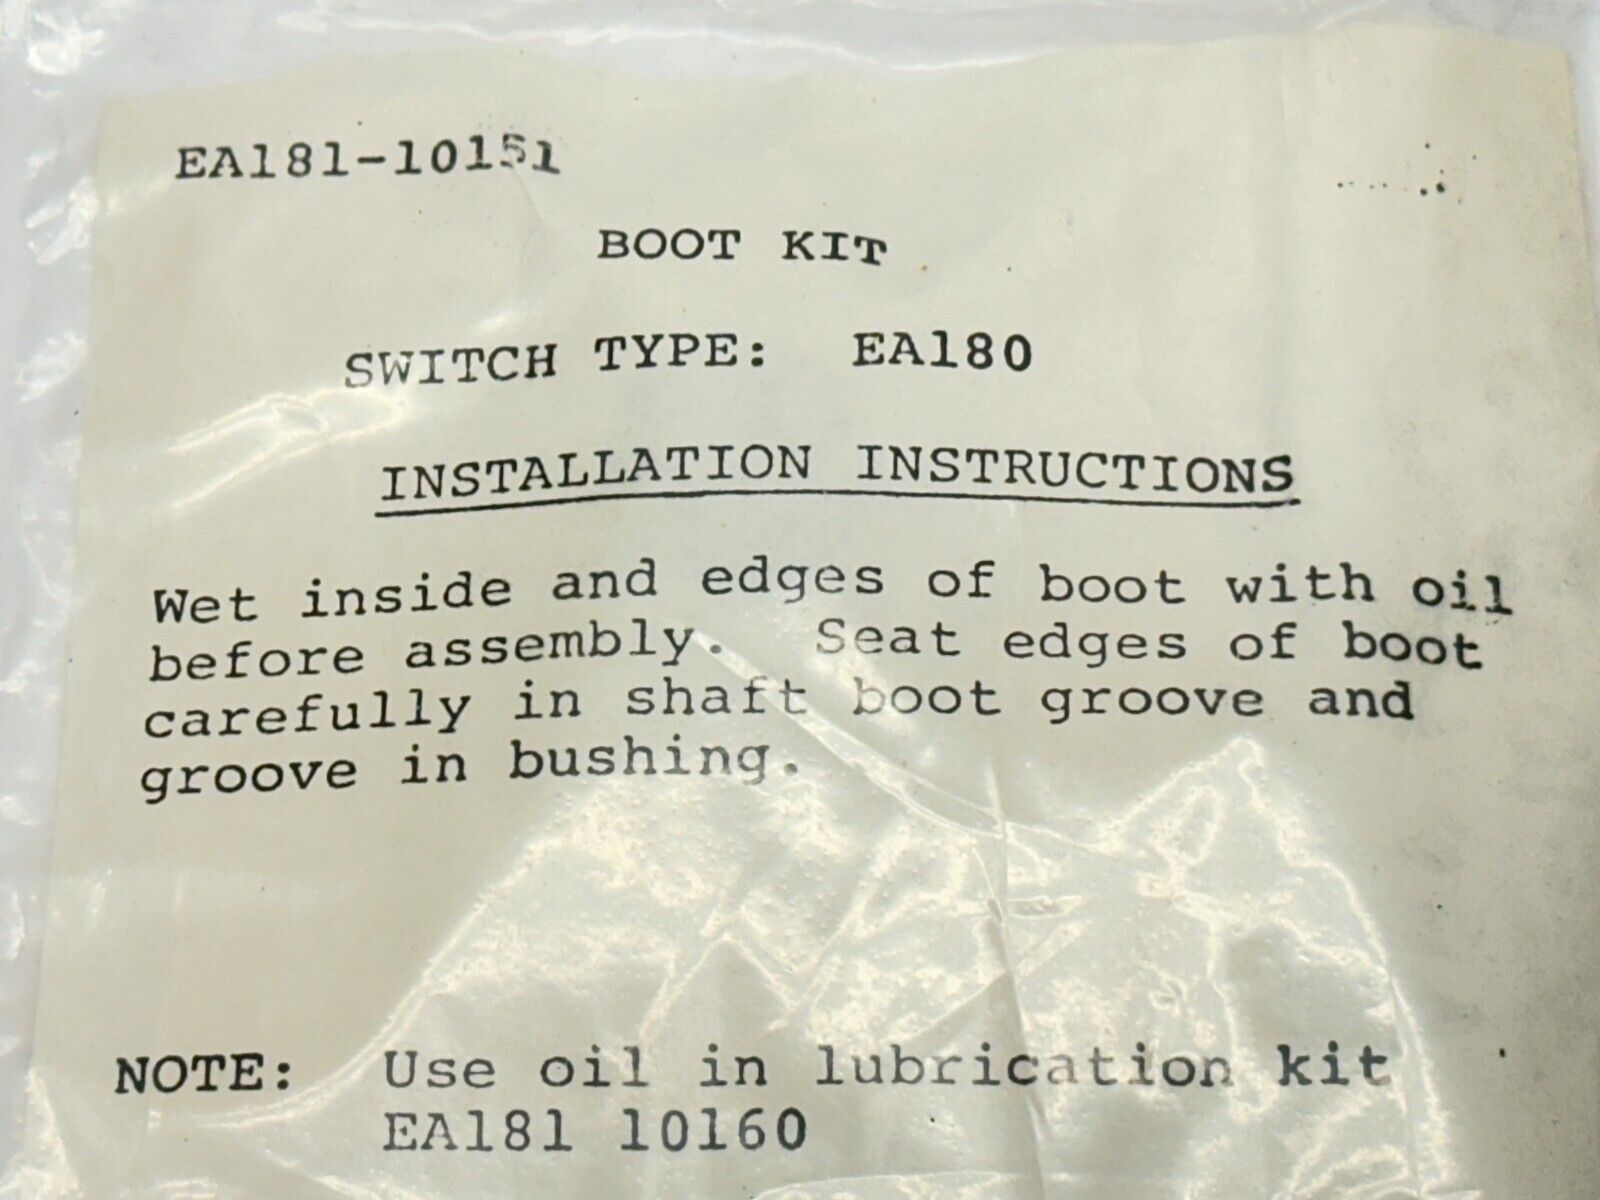 EA181-10151
BOOT KIT
SWITCH TYPE: EA180
INSTALLATION INSTRUCTIONS
Wet inside and edges of boot with oil
before assembly. Seat edges of boot
carefully in shaft boot groove and
groove in bushing.
NOTE: Use oil in lubrication kit
EA181 10160